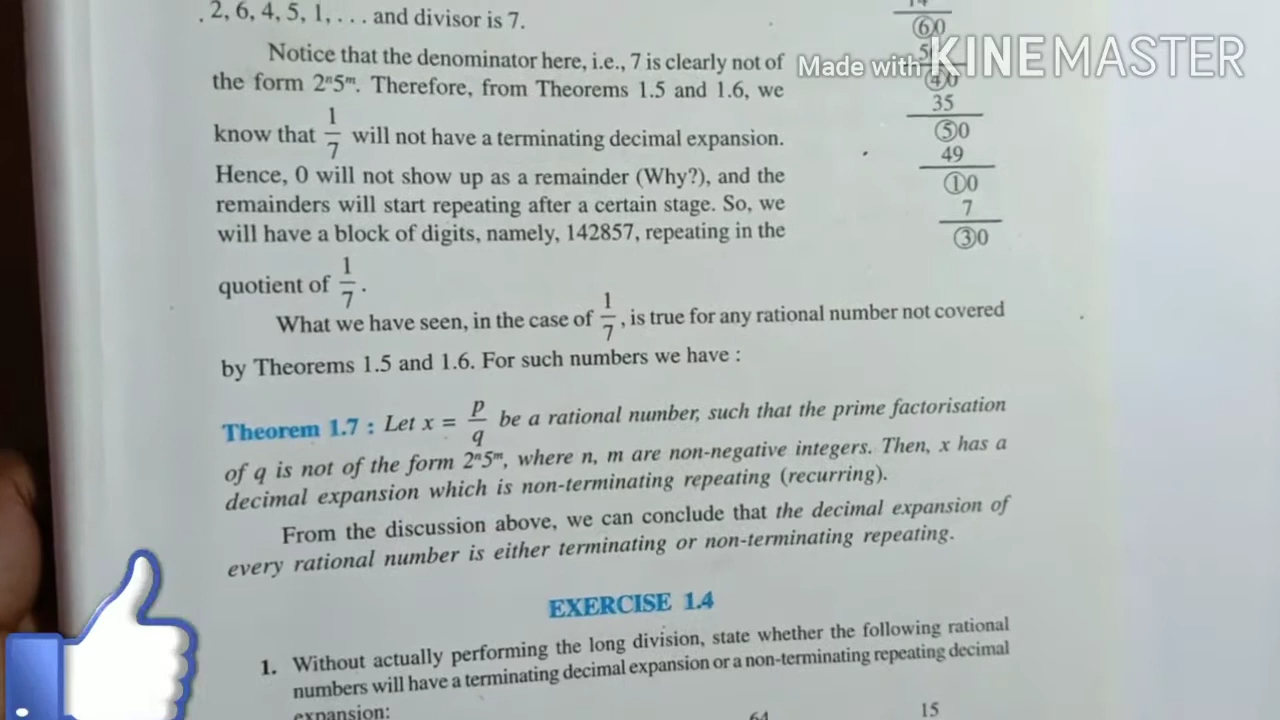 2, 6, 4, 5, 1, . . . and divisor is 7.
Notice that the denominator here, i.e., 7 is clearly not of
the form 2ⁿ5ᵐ. Therefore, from Theorems 1.5 and 1.6, we
know that 1/7 will not have a terminating decimal expansion.
Hence, 0 will not show up as a remainder (Why?), and the
remainders will start repeating after a certain stage. So, we
will have a block of digits, namely, 142857, repeating in the
quotient of 1/7.
60
Made with KINEMASTER
40
35
50
49
10
7
30
What we have seen, in the case of 1/7, is true for any rational number not covered
by Theorems 1.5 and 1.6. For such numbers we have :
Theorem 1.7 : Let x = p/q be a rational number, such that the prime factorisation
of q is not of the form 2ⁿ5ᵐ, where n, m are non-negative integers. Then, x has a
decimal expansion which is non-terminating repeating (recurring).
From the discussion above, we can conclude that the decimal expansion of
every rational number is either terminating or non-terminating repeating.
EXERCISE 1.4
1. Without actually performing the long division, state whether the following rational
numbers will have a terminating decimal expansion or a non-terminating repeating decimal
expansion:
64
15